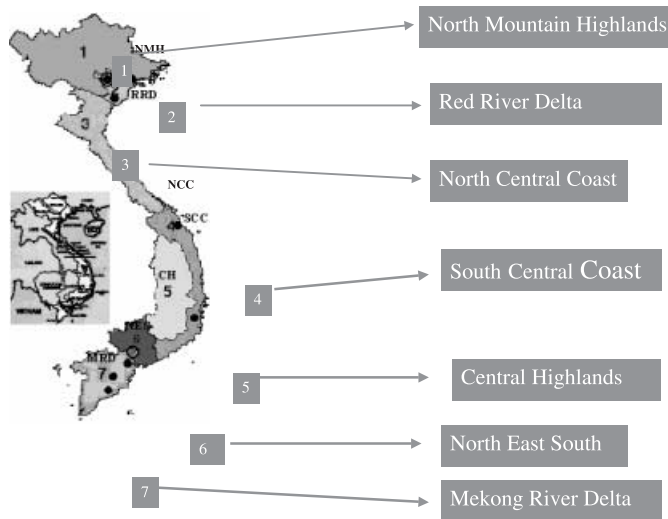 North Mountain Highlands
1
NMH
1
RRD
Red River Delta
2
3
3
North Central Coast
NCC
SCC
4
South Central Coast
CH
5
4
Central Highlands
5
NES
6
MRD
7
North East South
6
Mekong River Delta
7